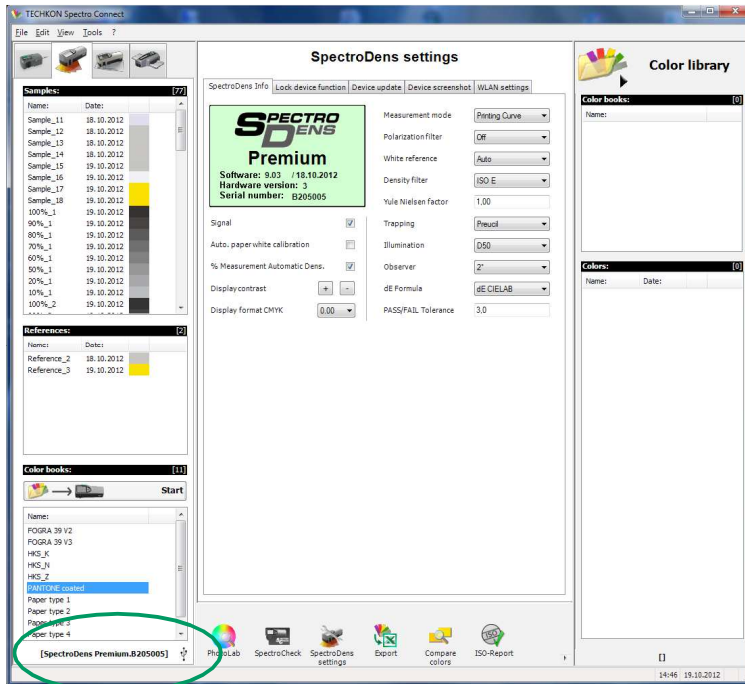 TECHKON Spectro Connect
File Edit View Tools ?
Samples: [77]
Name: Date:
Sample_11 18.10.2012
Sample_12 18.10.2012
Sample_13 18.10.2012
Sample_14 18.10.2012
Sample_15 19.10.2012
Sample_16 19.10.2012
Sample_17 19.10.2012
Sample_18 19.10.2012
100%_1 19.10.2012
90%_1 19.10.2012
80%_1 19.10.2012
70%_1 19.10.2012
60%_1 19.10.2012
50%_1 19.10.2012
20%_1 19.10.2012
10%_1 19.10.2012
100%_2 19.10.2012
References: [2]
Name: Date:
Reference_2 18.10.2012
Reference_3 19.10.2012
Color books: [11]
Start
Name:
FOGRA 39 V2
FOGRA 39 V3
HKS_K
HKS_N
HKS_Z
PANTONE coated
Paper type 1
Paper type 2
Paper type 3
Paper type 4
[SpectroDens Premium.B205005]
SpectroDens settings
SpectroDens Info Lock device function Device update Device screenshot WLAN settings
SPECTRO
DENS
Premium
Software: 9.03 / 18.10.2012
Hardware version: 3
Serial number: B205005
Signal
Auto. paper white calibration
% Measurement Automatic Dens.
Display contrast + -
Display format CMYK 0.00
Measurement mode Printing Curve
Polarization filter Off
White reference Auto
Density filter ISO E
Yule Nielsen factor 1,00
Trapping Preucil
Illumination D50
Observer 2°
dE Formula dE CIELAB
PASS/FAIL Tolerance 3,0
PhotoLab SpectroCheck SpectroDens settings Export Compare colors ISO-Report
Color library
Color books: [0]
Name:
Colors: [0]
Name: Date:
[]
14:46 19.10.2012